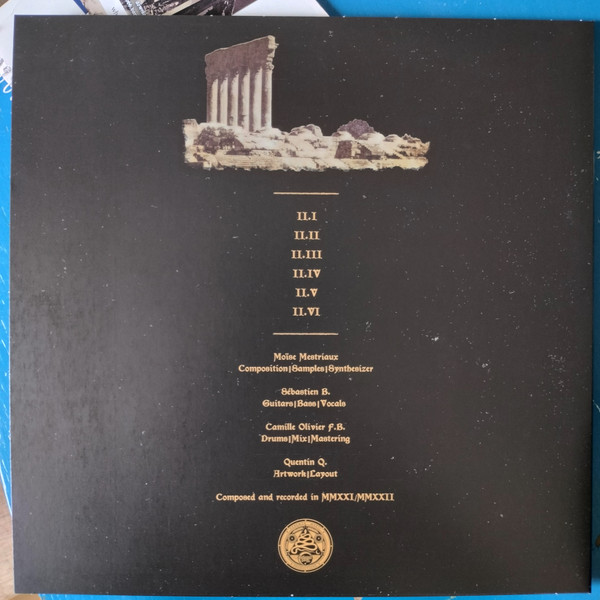 II.I
II.II
II.III
II.IV
II.V
II.VI
Moïse Mestriaux
Composition|Samples|Synthesizer
Sébastien B.
Guitars|Bass|Vocals
Camille Olivier F.B.
Drums|Mix|Mastering
Quentin Q.
Artwork|Layout
Composed and recorded in MMXXI/MMXXII